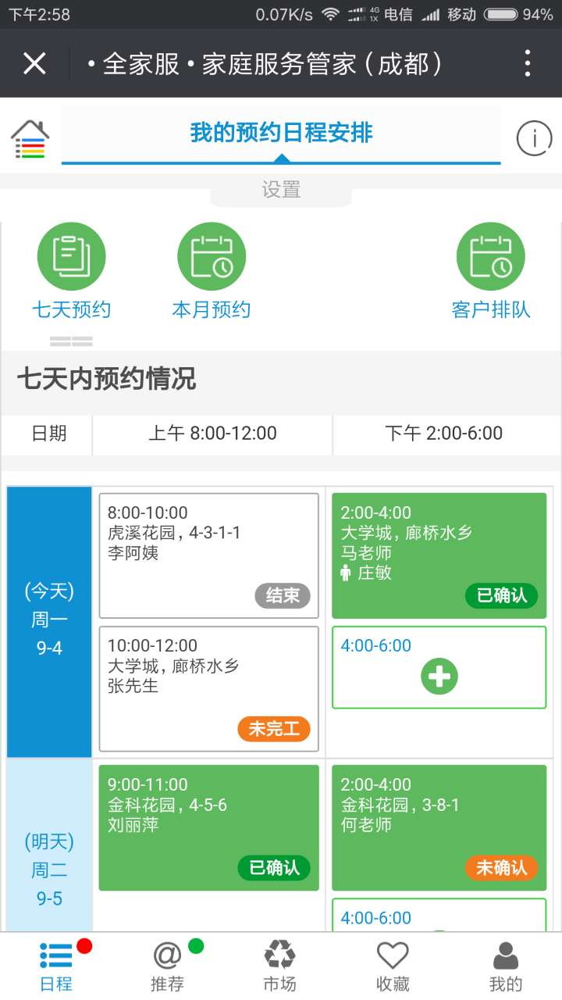 下午2:58
0.07K/s 4G 1X 电信 移动 94%
•全家服•家庭服务管家（成都）
我的预约日程安排
设置
七天预约 本月预约 客户排队
七天内预约情况
日期 上午 8:00-12:00 下午 2:00-6:00
(今天)
周一
9-4
8:00-10:00
虎溪花园, 4-3-1-1
李阿姨
结束
2:00-4:00
大学城, 廊桥水乡
马老师
庄敏
已确认
10:00-12:00
大学城, 廊桥水乡
张先生
未完工
4:00-6:00
(明天)
周二
9-5
9:00-11:00
金科花园, 4-5-6
刘丽萍
已确认
2:00-4:00
金科花园, 3-8-1
何老师
未确认
4:00-6:00
日程 推荐 市场 收藏 我的